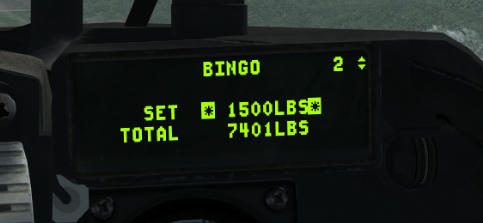 BINGO 2
SET * 1500LBS*
TOTAL 7401LBS